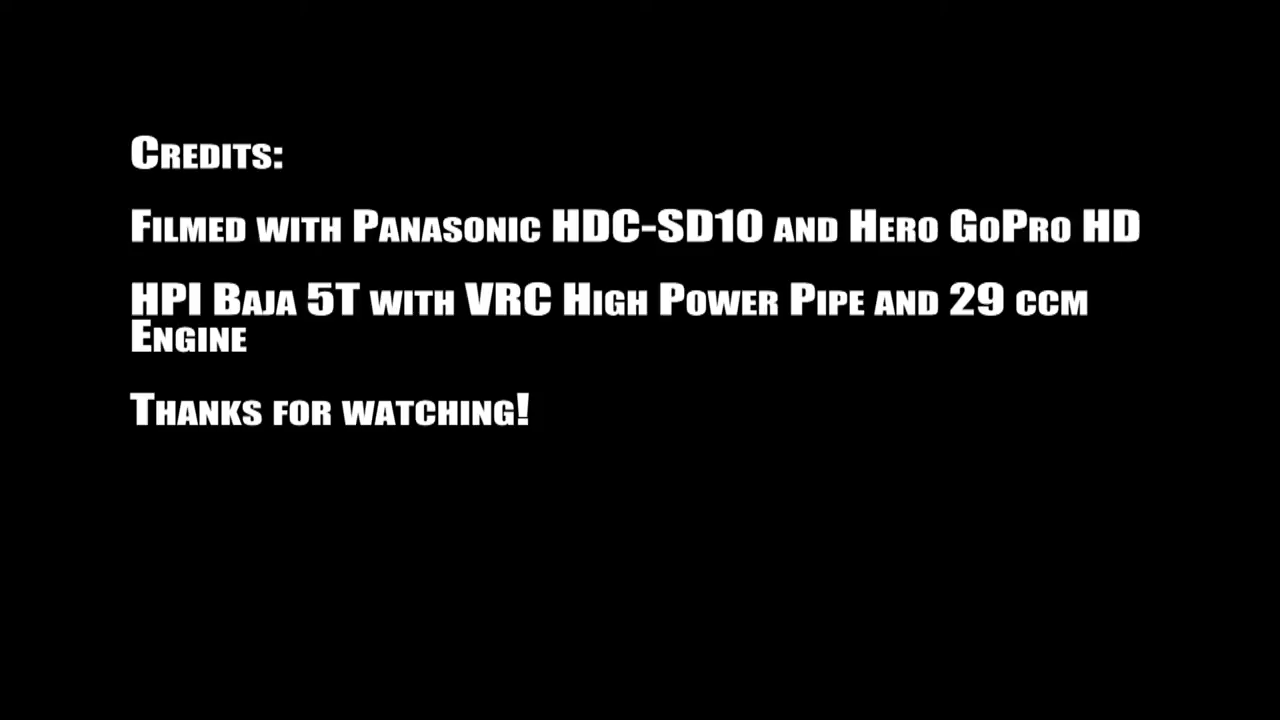 Credits:
Filmed with Panasonic HDC-SD10 and Hero GoPro HD
HPI Baja 5T with VRC High Power Pipe and 29 ccm
Engine
Thanks for watching!